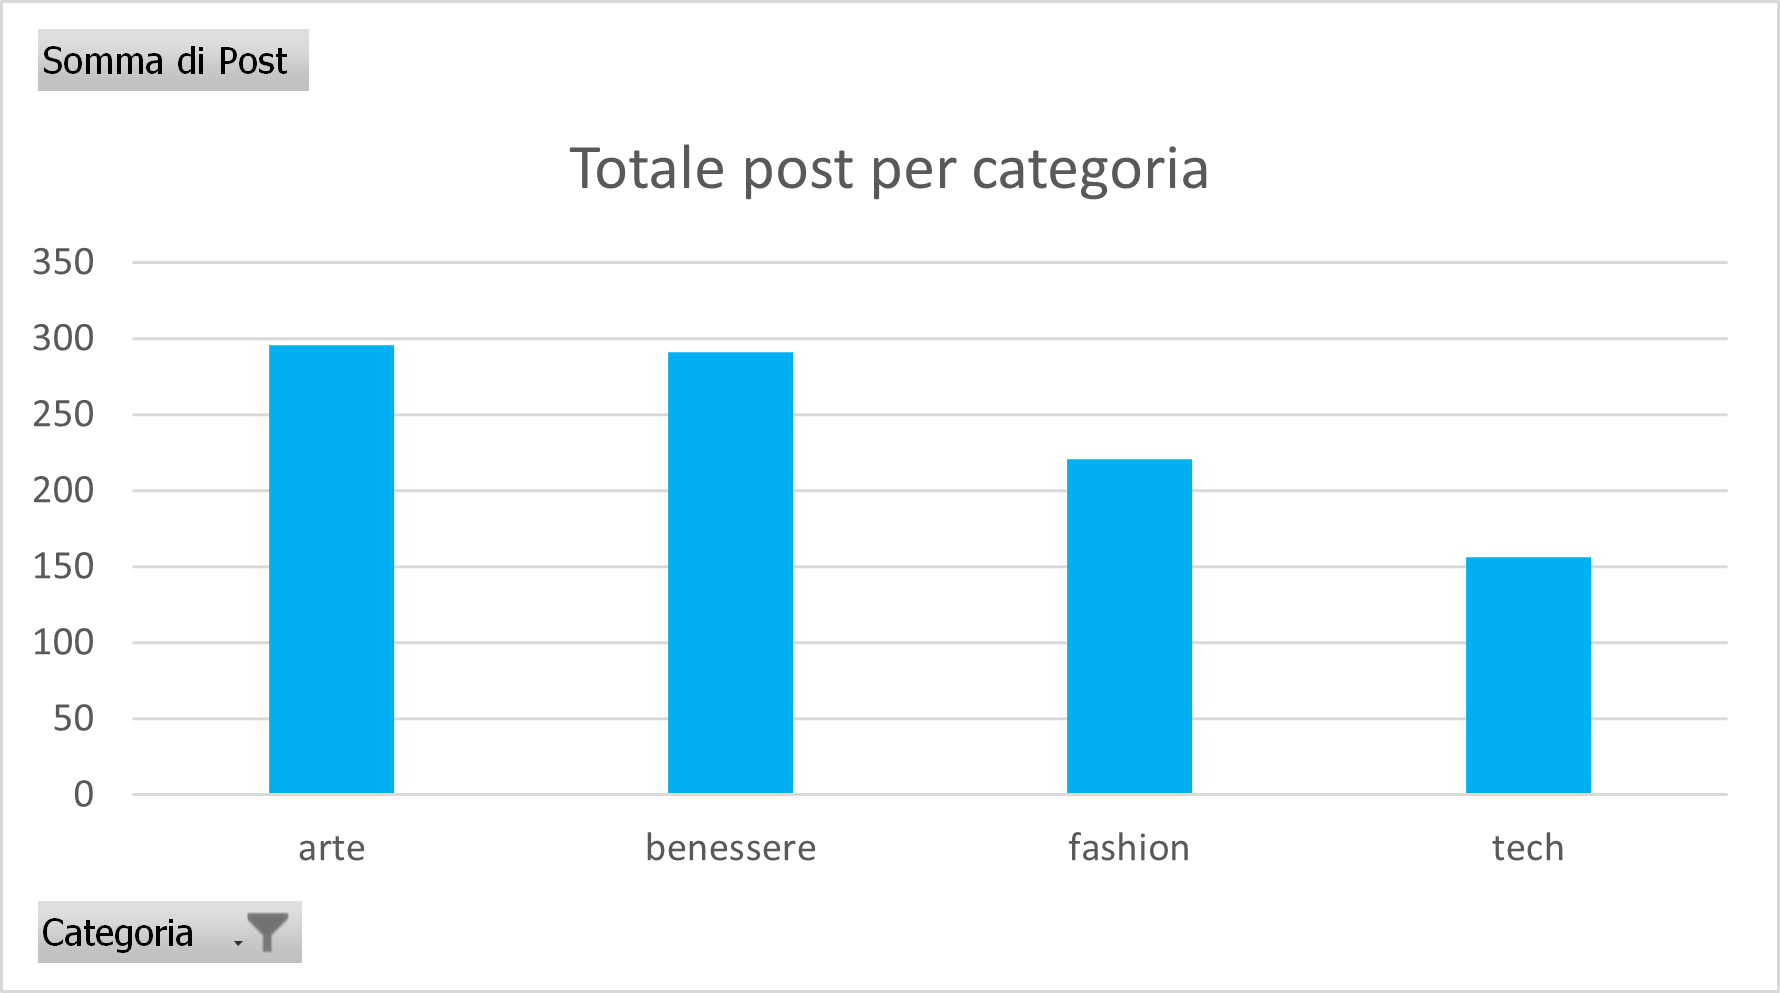 Somma di Post
Totale post per categoria
350
300
250
200
150
100
50
0
arte benessere fashion tech
Categoria